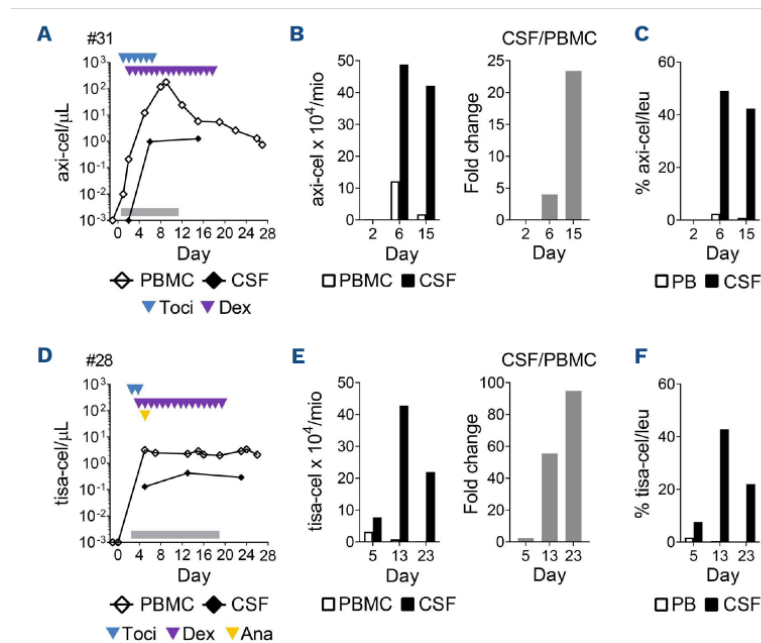 A #31
10³
10²
10¹
10⁰
10⁻¹
10⁻²
10⁻³
axi-cel/µL
0 4 8 12 16 20 24 28
Day
PBMC CSF
Toci Dex
B
50
40
30
20
10
0
axi-cel x 10⁴/mio
2 6 15
Day
PBMC CSF
CSF/PBMC
25
20
15
10
5
0
Fold change
2 6 15
Day
C
60
40
20
0
% axi-cel/leu
2 6 15
Day
PB CSF
D #28
10³
10²
10¹
10⁰
10⁻¹
10⁻²
10⁻³
tisa-cel/µL
0 4 8 12 16 20 24 28
Day
PBMC CSF
Toci Dex Ana
E
50
40
30
20
10
0
tisa-cel x 10⁴/mio
5 13 23
Day
PBMC CSF
CSF/PBMC
100
80
60
40
20
0
Fold change
5 13 23
Day
F
60
40
20
0
% tisa-cel/leu
5 13 23
Day
PB CSF